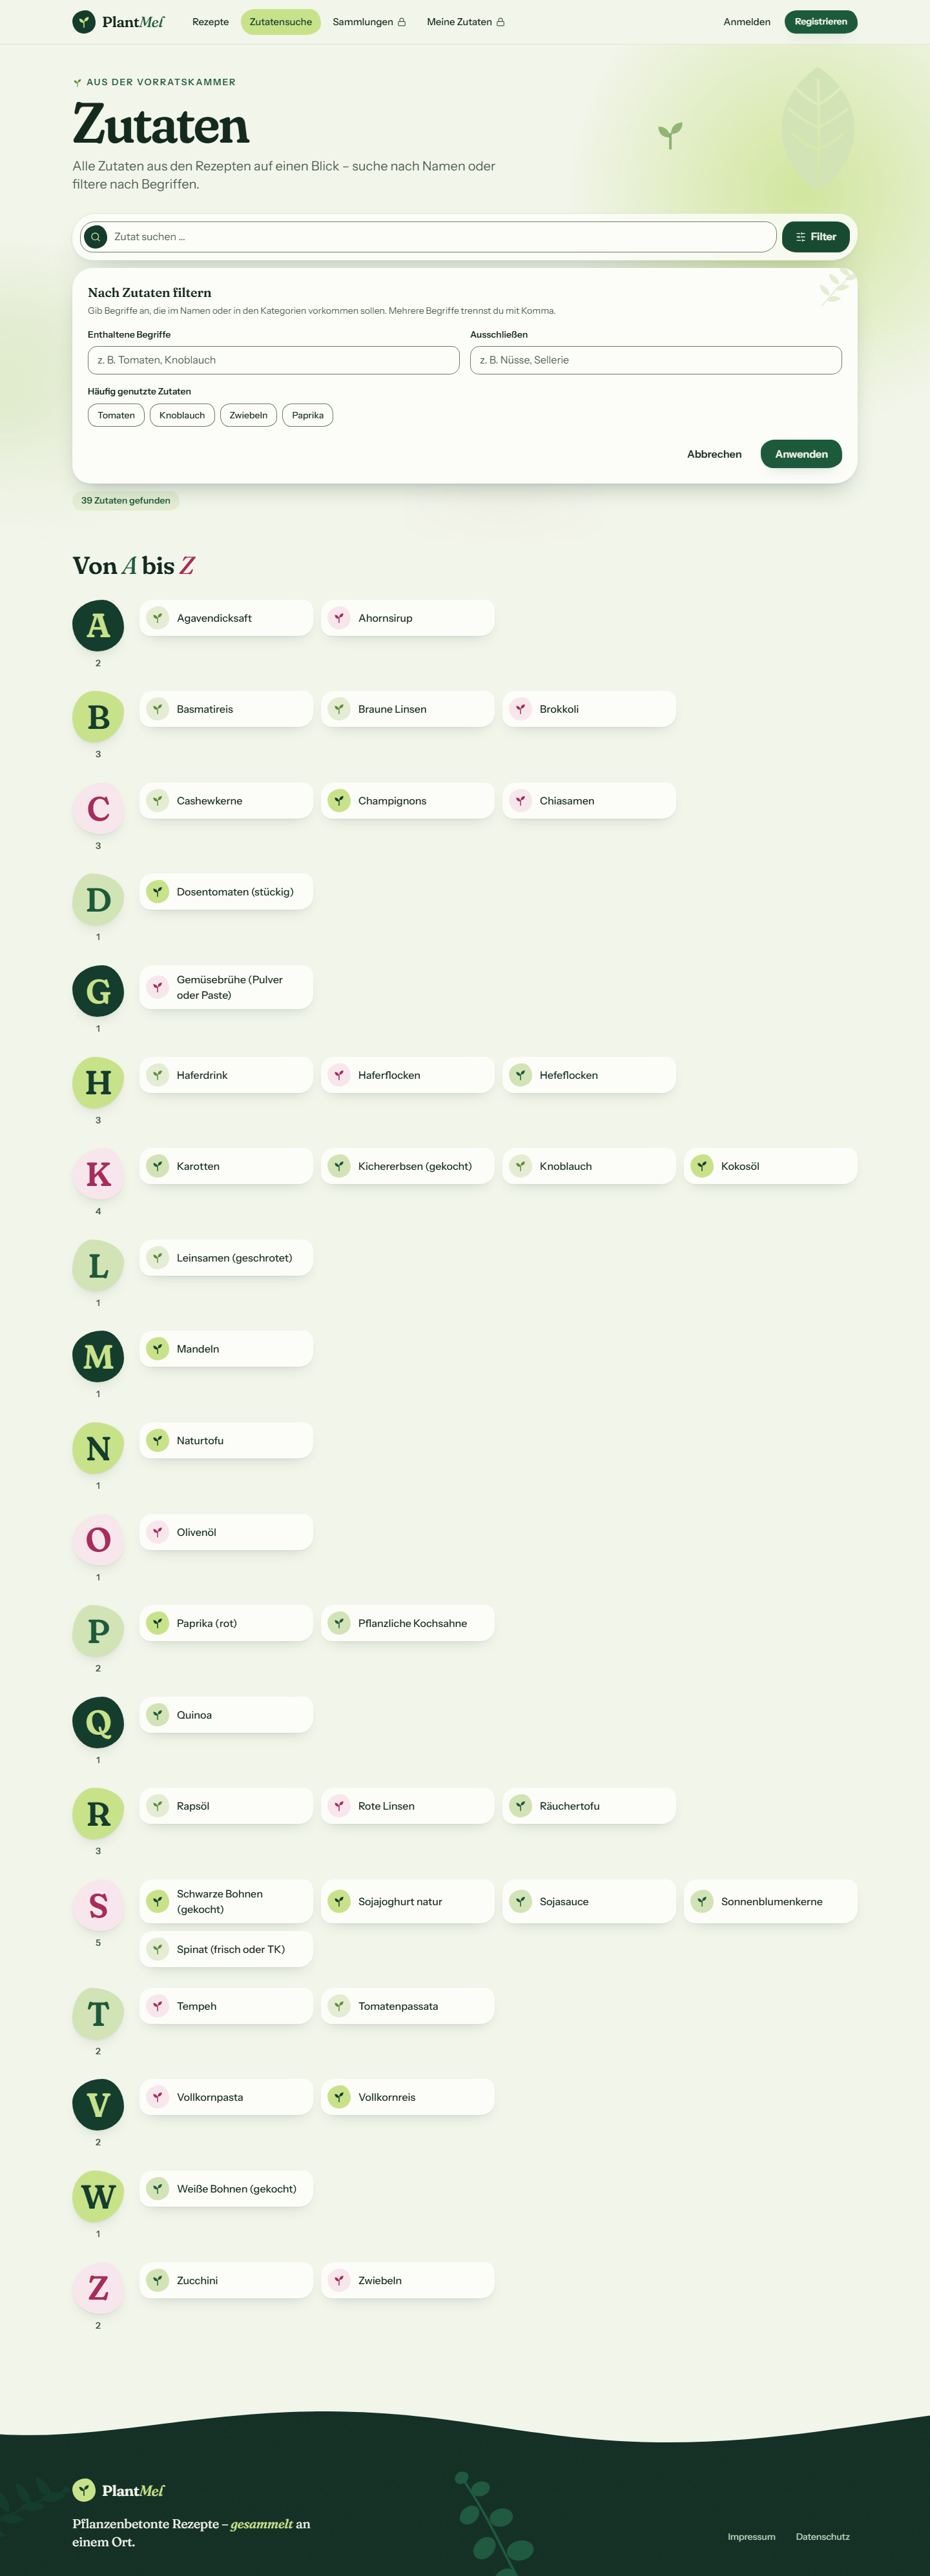 PlantMel
Rezepte
Zutatensuche
Sammlungen
Meine Zutaten
Anmelden
Registrieren
AUS DER VORRATSKAMMER
Zutaten
Alle Zutaten aus den Rezepten auf einen Blick – suche nach Namen oder
filtere nach Begriffen.
Zutat suchen ...
Filter
Nach Zutaten filtern
Gib Begriffe an, die im Namen oder in den Kategorien vorkommen sollen. Mehrere Begriffe trennst du mit Komma.
Enthaltene Begriffe
Ausschließen
z. B. Tomaten, Knoblauch
z. B. Nüsse, Sellerie
Häufig genutzte Zutaten
Tomaten
Knoblauch
Zwiebeln
Paprika
Abbrechen
Anwenden
39 Zutaten gefunden
Von A bis Z
A
2
Agavendicksaft
Ahornsirup
B
3
Basmatireis
Braune Linsen
Brokkoli
C
3
Cashewkerne
Champignons
Chiasamen
D
1
Dosentomaten (stückig)
G
1
Gemüsebrühe (Pulver
oder Paste)
H
3
Haferdrink
Haferflocken
Hefeflocken
K
4
Karotten
Kichererbsen (gekocht)
Knoblauch
Kokosöl
L
1
Leinsamen (geschrotet)
M
1
Mandeln
N
1
Naturtofu
O
1
Olivenöl
P
2
Paprika (rot)
Pflanzliche Kochsahne
Q
1
Quinoa
R
3
Rapsöl
Rote Linsen
Räuchertofu
S
5
Schwarze Bohnen
(gekocht)
Sojajoghurt natur
Sojasauce
Sonnenblumenkerne
Spinat (frisch oder TK)
T
2
Tempeh
Tomatenpassata
V
2
Vollkornpasta
Vollkornreis
W
1
Weiße Bohnen (gekocht)
Z
2
Zucchini
Zwiebeln
PlantMel
Pflanzenbetonte Rezepte – gesammelt an
einem Ort.
Impressum
Datenschutz